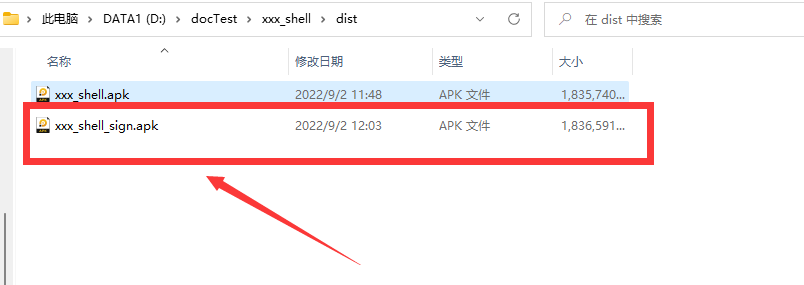 此电脑 > DATA1 (D:) > docTest > xxx_shell > dist
在 dist 中搜索
名称 修改日期 类型 大小
xxx_shell.apk 2022/9/2 11:48 APK 文件 1,835,740...
xxx_shell_sign.apk 2022/9/2 12:03 APK 文件 1,836,591...